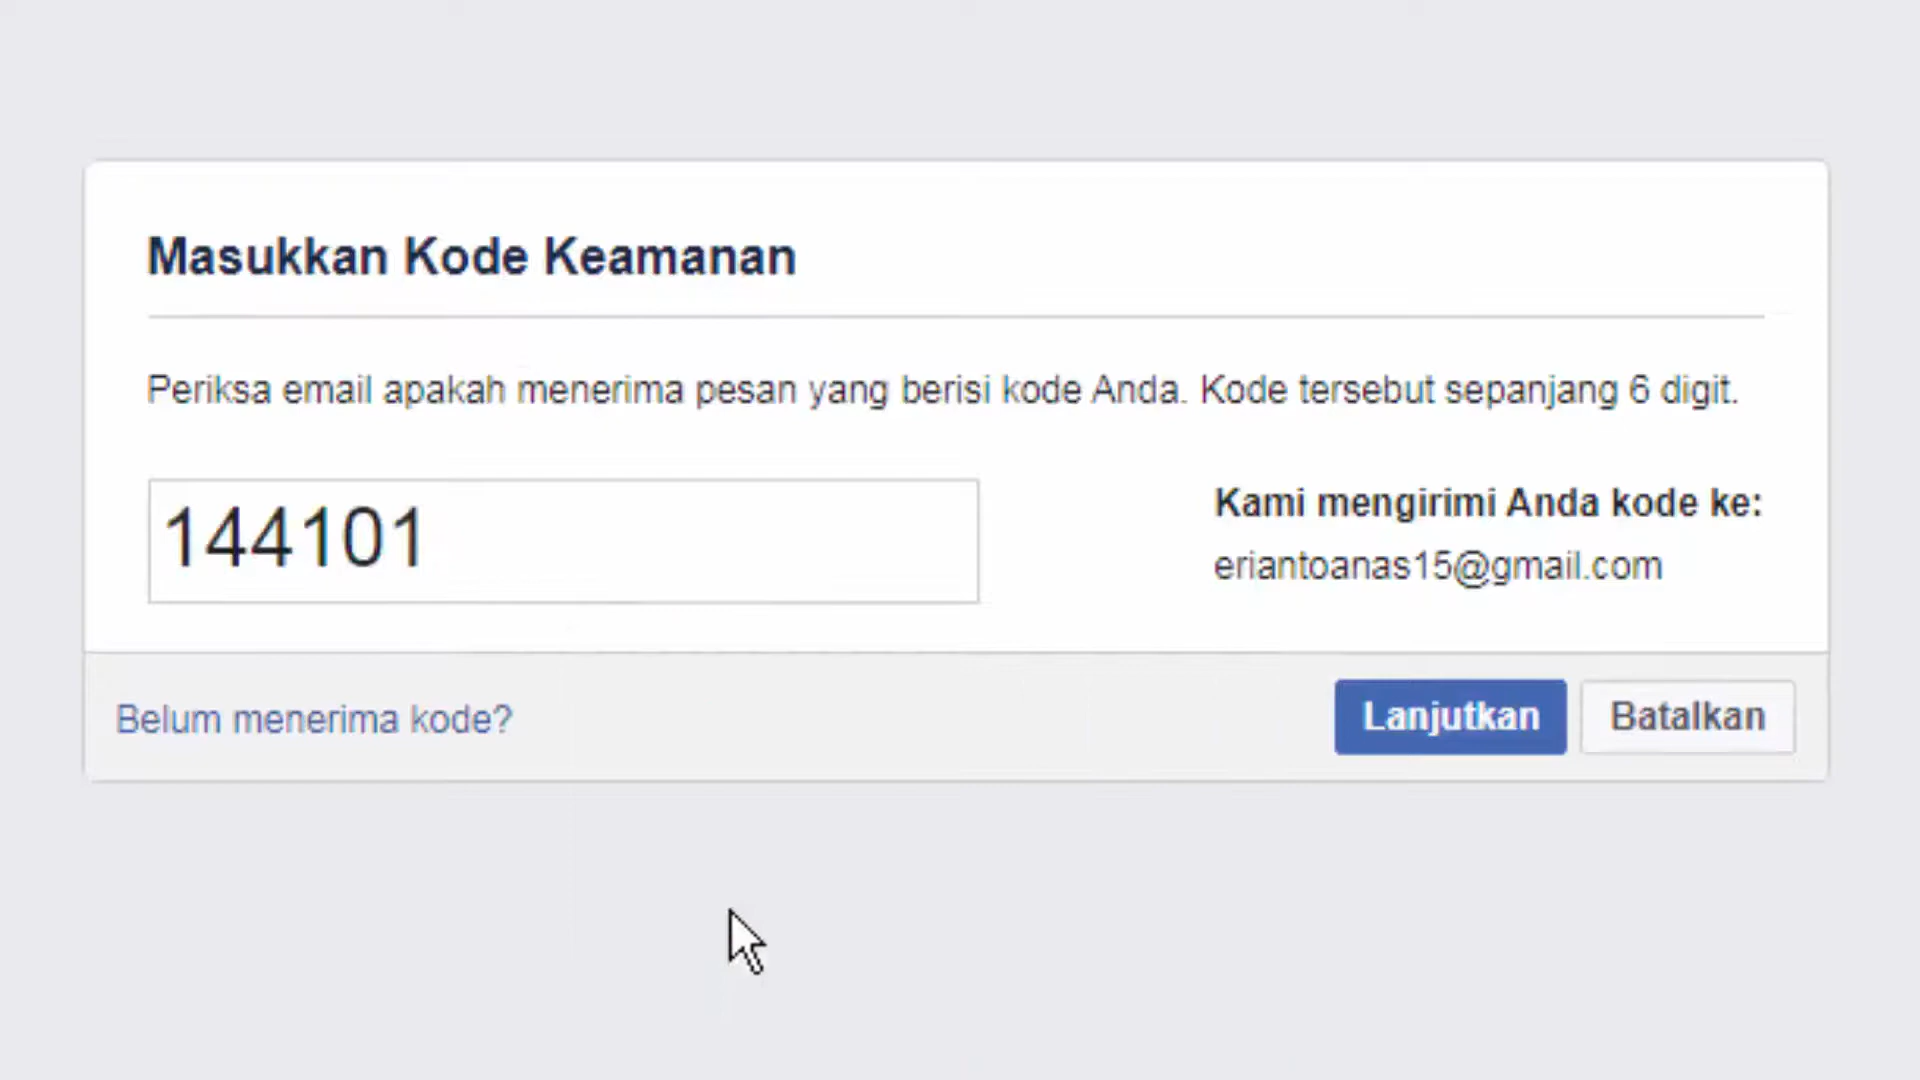 Masukkan Kode Keamanan
Periksa email apakah menerima pesan yang berisi kode Anda. Kode tersebut sepanjang 6 digit.
144101
Kami mengirimi Anda kode ke:
eriantoanas15@gmail.com
Belum menerima kode?
Lanjutkan
Batalkan